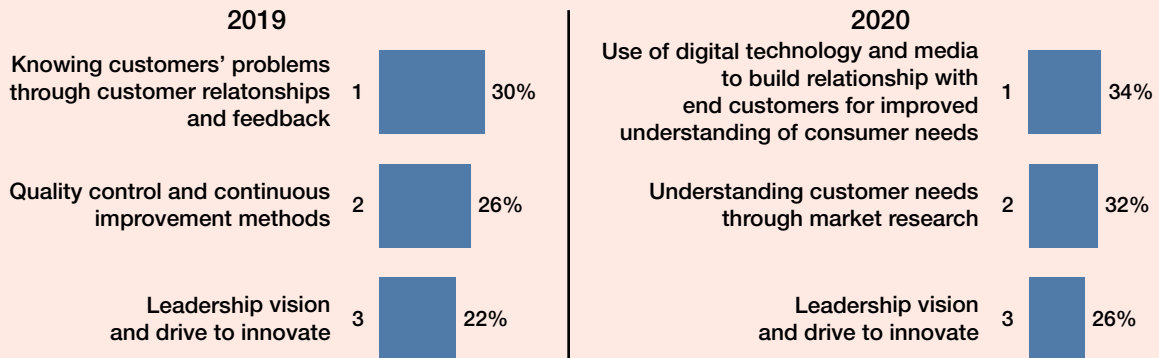 2019
Knowing customers’ problems
through customer relatonships
and feedback
1
30%
Quality control and continuous
improvement methods
2
26%
Leadership vision
and drive to innovate
3
22%
2020
Use of digital technology and media
to build relationship with
end customers for improved
understanding of consumer needs
1
34%
Understanding customer needs
through market research
2
32%
Leadership vision
and drive to innovate
3
26%